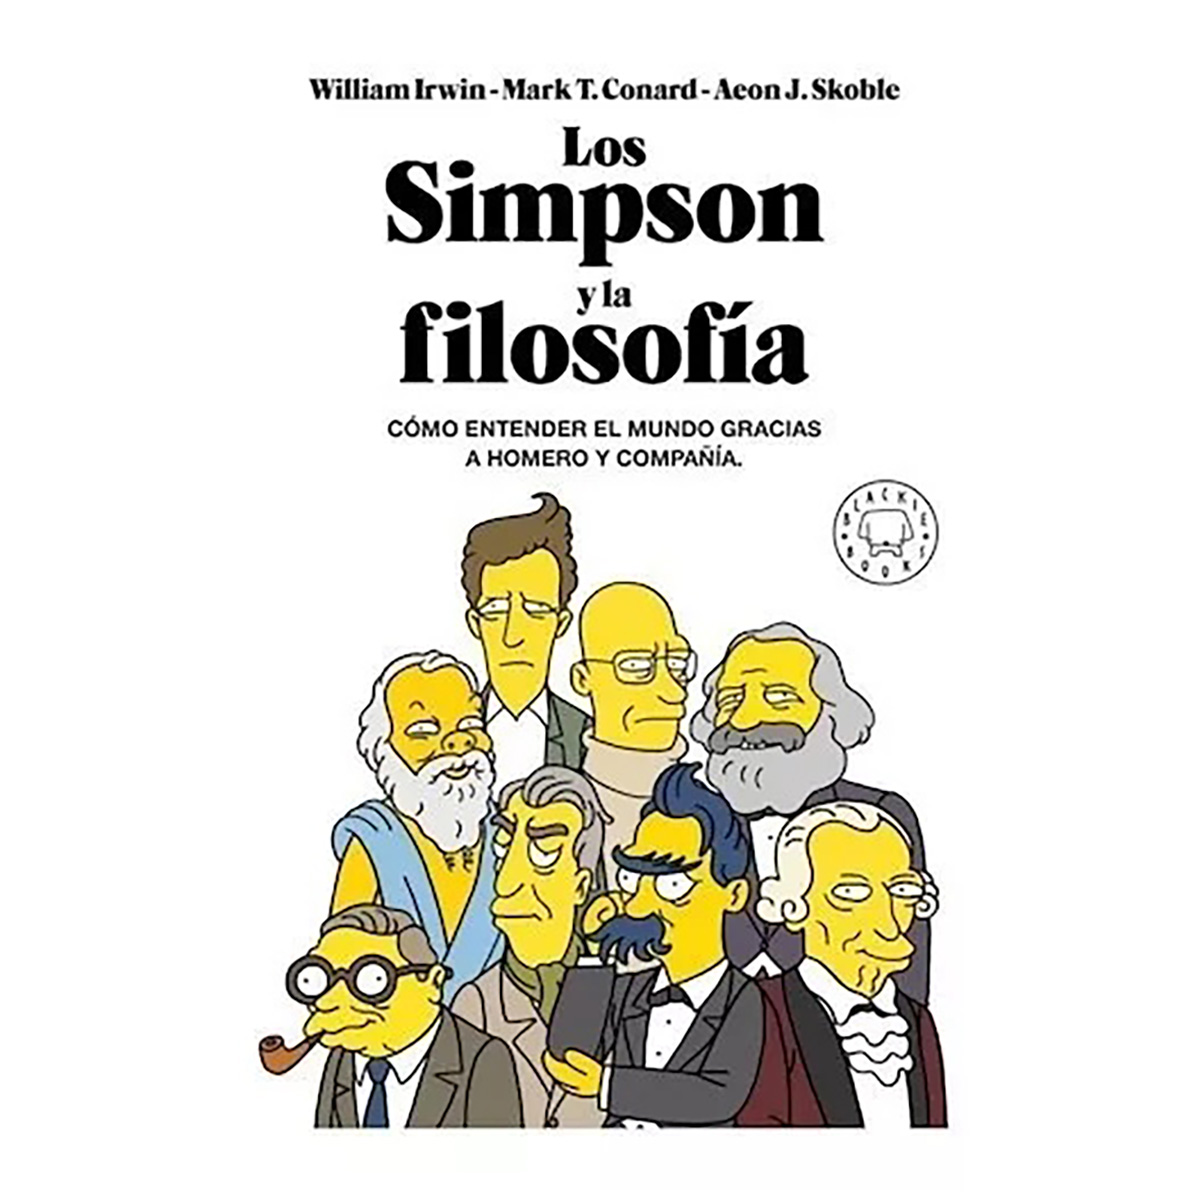 William Irwin - Mark T. Conard - Aeon J. Skoble
Los
Simpson
y la
filosofía
CÓMO ENTENDER EL MUNDO GRACIAS
A HOMERO Y COMPAÑÍA.
BLACKIE
BOOKS